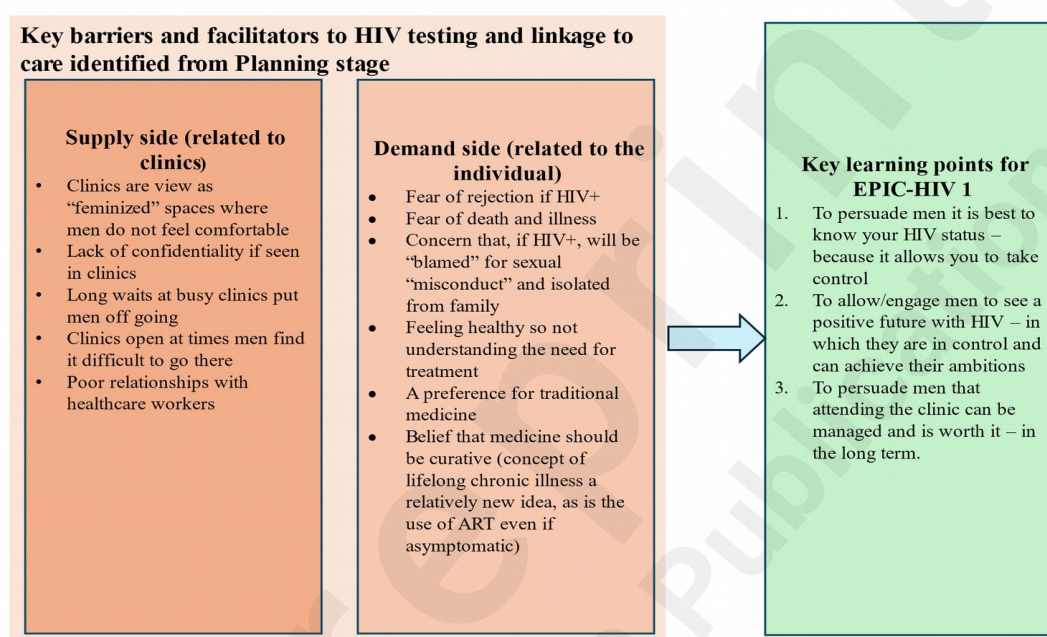 Key barriers and facilitators to HIV testing and linkage to
care identified from Planning stage
Supply side (related to
clinics)
• Clinics are view as
“feminized” spaces where
men do not feel comfortable
• Lack of confidentiality if seen
in clinics
• Long waits at busy clinics put
men off going
• Clinics open at times men find
it difficult to go there
• Poor relationships with
healthcare workers
Demand side (related to the
individual)
• Fear of rejection if HIV+
• Fear of death and illness
• Concern that, if HIV+, will be
“blamed” for sexual
“misconduct” and isolated
from family
• Feeling healthy so not
understanding the need for
treatment
• A preference for traditional
medicine
• Belief that medicine should
be curative (concept of
lifelong chronic illness a
relatively new idea, as is the
use of ART even if
asymptomatic)
Key learning points for
EPIC-HIV 1
1. To persuade men it is best to
know your HIV status –
because it allows you to take
control
2. To allow/engage men to see a
positive future with HIV – in
which they are in control and
can achieve their ambitions
3. To persuade men that
attending the clinic can be
managed and is worth it – in
the long term.